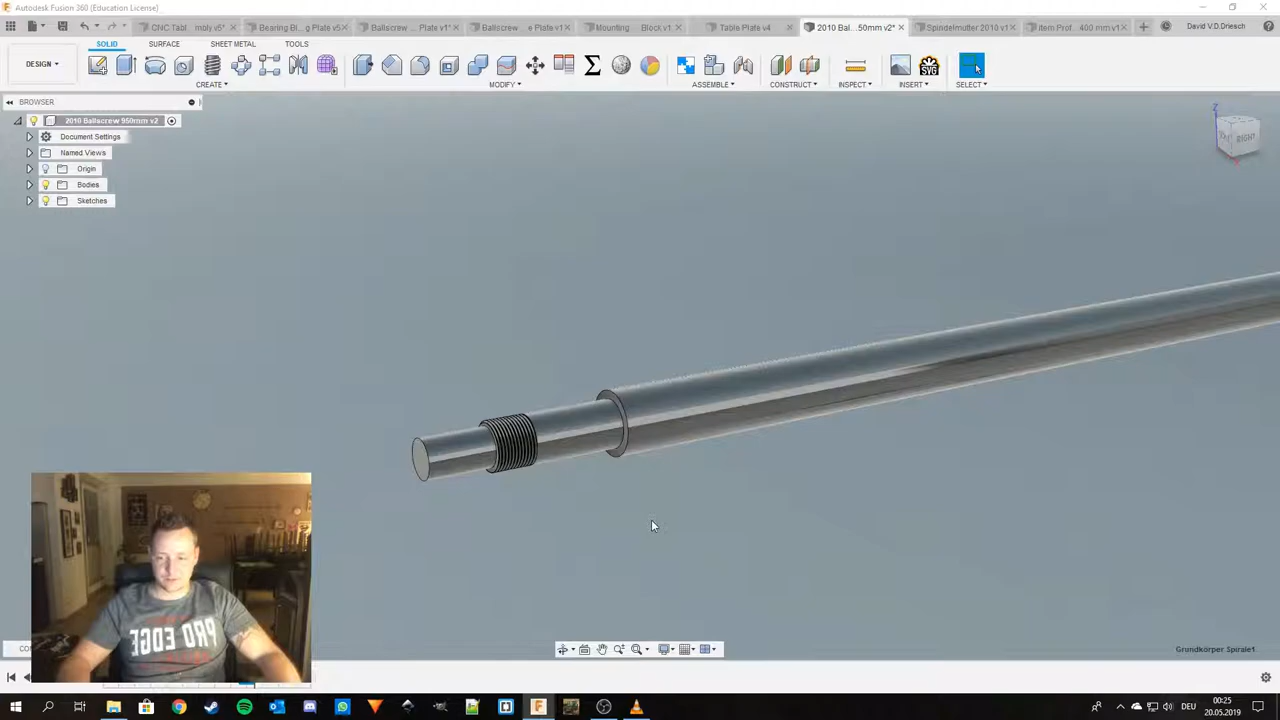 Autodesk Fusion 360 (Education License)
CNC Tabl mbly v5*
Bearing Bl... g Plate v5
Ballscrew Plate v1*
Ballscrew... e Plate v1
Mounting Block v1
Table Plate v4
2010 Bal...50mm v2*
Spindelmutter 2010 v1
item Prof...400 mm v1
David V.D.Driesch
SOLID
SURFACE
SHEET METAL
TOOLS
DESIGN
SVG
CREATE
MODIFY
ASSEMBLE
CONSTRUCT
INSPECT
INSERT
SELECT
BROWSER
2010 Ballscrew 950mm v2
Document Settings
Named Views
Origin
Bodies
Sketches
Z
RIGHT
PRO EDGE
Grundkörper Spirale1
DEU
00:25
20.05.2019